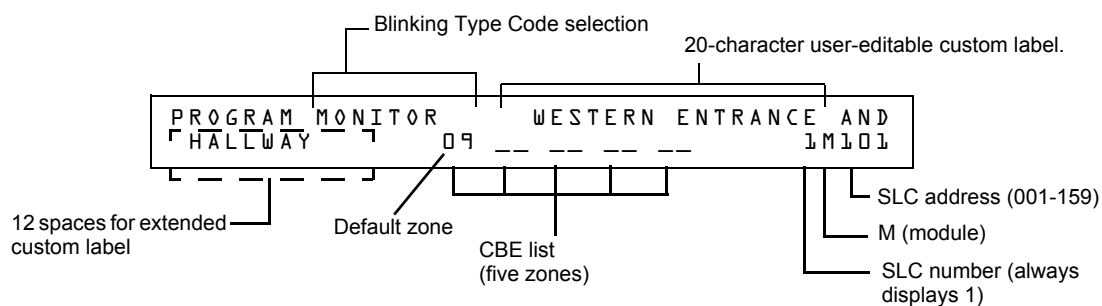 Blinking Type Code selection
20-character user-editable custom label.
PROGRAM MONITOR WESTERN ENTRANCE AND
HALLWAY 09 __ __ __ __ 1M101
12 spaces for extended
custom label
Default zone
CBE list
(five zones)
SLC address (001-159)
M (module)
SLC number (always
displays 1)